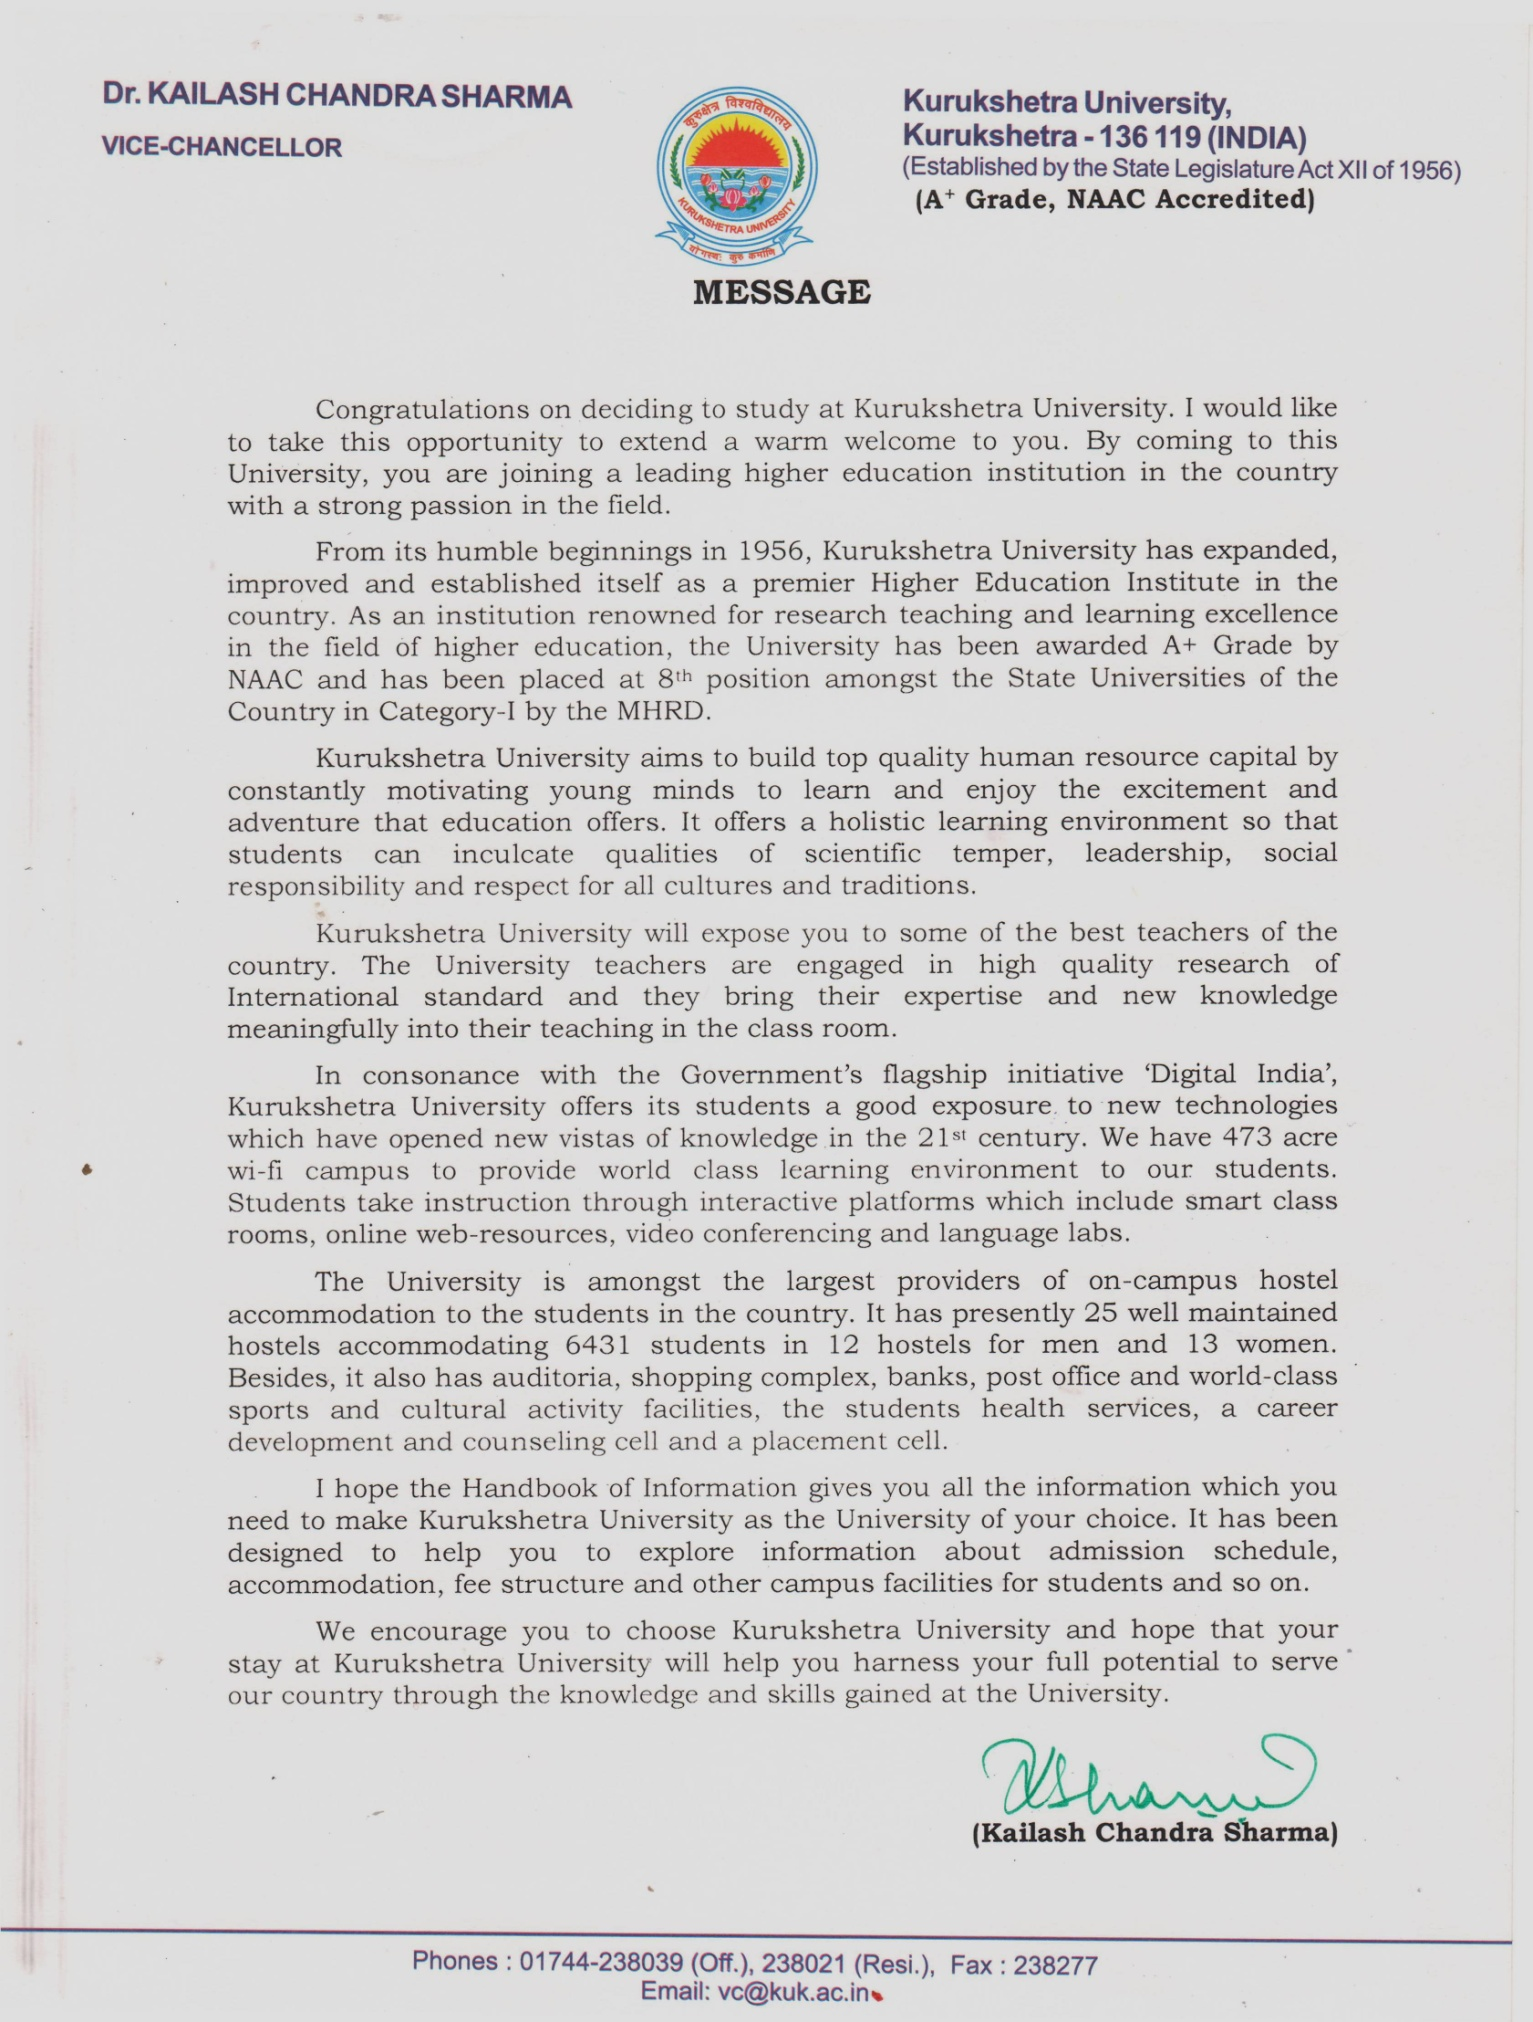 Dr. KAILASH CHANDRA SHARMA
VICE-CHANCELLOR
कुरुक्षेत्र विश्वविद्यालय
KURUKSHETRA UNIVERSITY
योगस्थः कुरु कर्माणि
Kurukshetra University,
Kurukshetra - 136 119 (INDIA)
(Established by the State Legislature Act XII of 1956)
(A+ Grade, NAAC Accredited)
MESSAGE
Congratulations on deciding to study at Kurukshetra University. I would like
to take this opportunity to extend a warm welcome to you. By coming to this
University, you are joining a leading higher education institution in the country
with a strong passion in the field.
From its humble beginnings in 1956, Kurukshetra University has expanded,
improved and established itself as a premier Higher Education Institute in the
country. As an institution renowned for research teaching and learning excellence
in the field of higher education, the University has been awarded A+ Grade by
NAAC and has been placed at 8th position amongst the State Universities of the
Country in Category-I by the MHRD.
Kurukshetra University aims to build top quality human resource capital by
constantly motivating young minds to learn and enjoy the excitement and
adventure that education offers. It offers a holistic learning environment so that
students can inculcate qualities of scientific temper, leadership, social
responsibility and respect for all cultures and traditions.
Kurukshetra University will expose you to some of the best teachers of the
country. The University teachers are engaged in high quality research of
International standard and they bring their expertise and new knowledge
meaningfully into their teaching in the class room.
In consonance with the Government's flagship initiative 'Digital India',
Kurukshetra University offers its students a good exposure to new technologies
which have opened new vistas of knowledge in the 21st century. We have 473 acre
wi-fi campus to provide world class learning environment to our students.
Students take instruction through interactive platforms which include smart class
rooms, online web-resources, video conferencing and language labs.
The University is amongst the largest providers of on-campus hostel
accommodation to the students in the country. It has presently 25 well maintained
hostels accommodating 6431 students in 12 hostels for men and 13 women.
Besides, it also has auditoria, shopping complex, banks, post office and world-class
sports and cultural activity facilities, the students health services, a career
development and counseling cell and a placement cell.
I hope the Handbook of Information gives you all the information which you
need to make Kurukshetra University as the University of your choice. It has been
designed to help you to explore information about admission schedule,
accommodation, fee structure and other campus facilities for students and so on.
We encourage you to choose Kurukshetra University and hope that your
stay at Kurukshetra University will help you harness your full potential to serve
our country through the knowledge and skills gained at the University.
KSharma
(Kailash Chandra Sharma)
Phones : 01744-238039 (Off.), 238021 (Resi.), Fax : 238277
Email: vc@kuk.ac.in